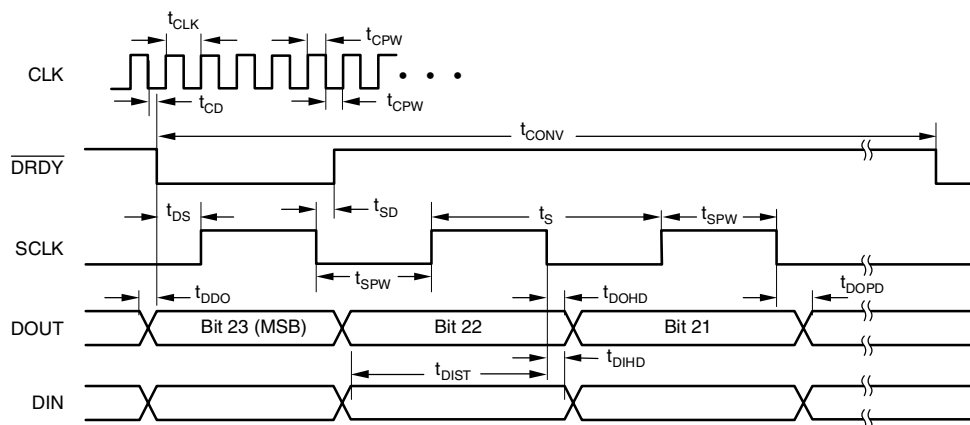 tCLK
tCPW
CLK
tCD
tCPW
tCONV
DRDY
tDS
tSD
tS
tSPW
SCLK
tSPW
tDDO
tDOHD
tDOPD
DOUT
Bit 23 (MSB)
Bit 22
Bit 21
tDIST
tDIHD
DIN